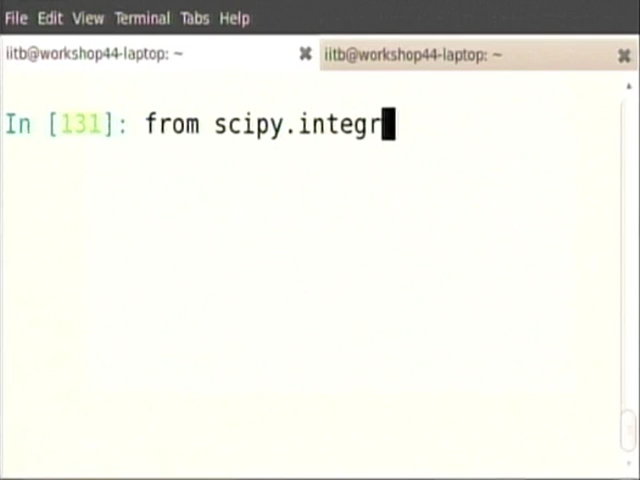 File Edit View Terminal Tabs Help
iitb@workshop44-laptop: ~ iitb@workshop44-laptop: ~
In [131]: from scipy.integr